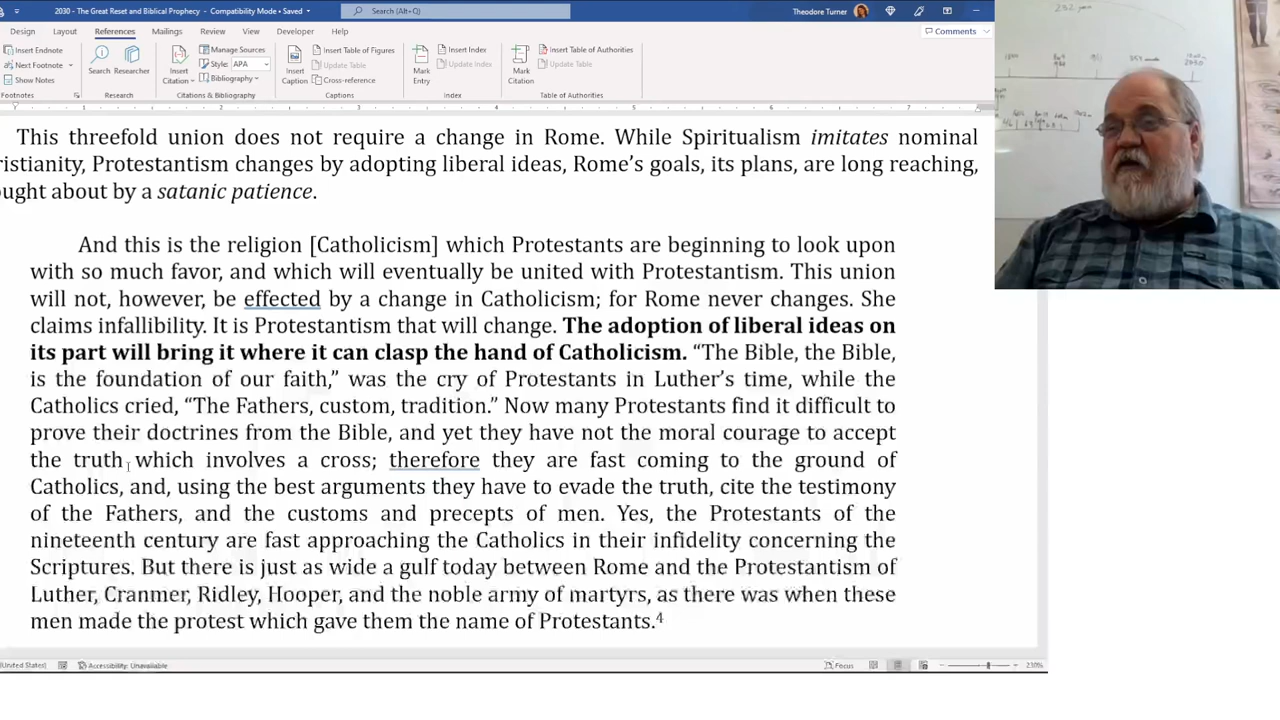 2030 - The Great Reset and Biblical Prophecy - Compatibility Mode • Saved
Search (Alt+Q)
Theodore Turner
Design Layout References Mailings Review View Developer Help
Comments
Insert Endnote
Next Footnote
Show Notes
Footnotes
Search
Researcher
Research
Insert Citation
Manage Sources
Style: APA
Bibliography
Citations & Bibliography
Insert Caption
Insert Table of Figures
Update Table
Cross-reference
Captions
Mark Entry
Insert Index
Update Index
Index
Mark Citation
Insert Table of Authorities
Update Table
Table of Authorities
1 2 3 4 5 6 7
This threefold union does not require a change in Rome. While Spiritualism imitates nominal
ristianity, Protestantism changes by adopting liberal ideas, Rome’s goals, its plans, are long reaching,
ought about by a satanic patience.
And this is the religion [Catholicism] which Protestants are beginning to look upon
with so much favor, and which will eventually be united with Protestantism. This union
will not, however, be effected by a change in Catholicism; for Rome never changes. She
claims infallibility. It is Protestantism that will change. The adoption of liberal ideas on
its part will bring it where it can clasp the hand of Catholicism. “The Bible, the Bible,
is the foundation of our faith,” was the cry of Protestants in Luther’s time, while the
Catholics cried, “The Fathers, custom, tradition.” Now many Protestants find it difficult to
prove their doctrines from the Bible, and yet they have not the moral courage to accept
the truth which involves a cross; therefore they are fast coming to the ground of
Catholics, and, using the best arguments they have to evade the truth, cite the testimony
of the Fathers, and the customs and precepts of men. Yes, the Protestants of the
nineteenth century are fast approaching the Catholics in their infidelity concerning the
Scriptures. But there is just as wide a gulf today between Rome and the Protestantism of
Luther, Cranmer, Ridley, Hooper, and the noble army of martyrs, as there was when these
men made the protest which gave them the name of Protestants.4
(United States)
Accessibility: Unavailable
Focus
230%